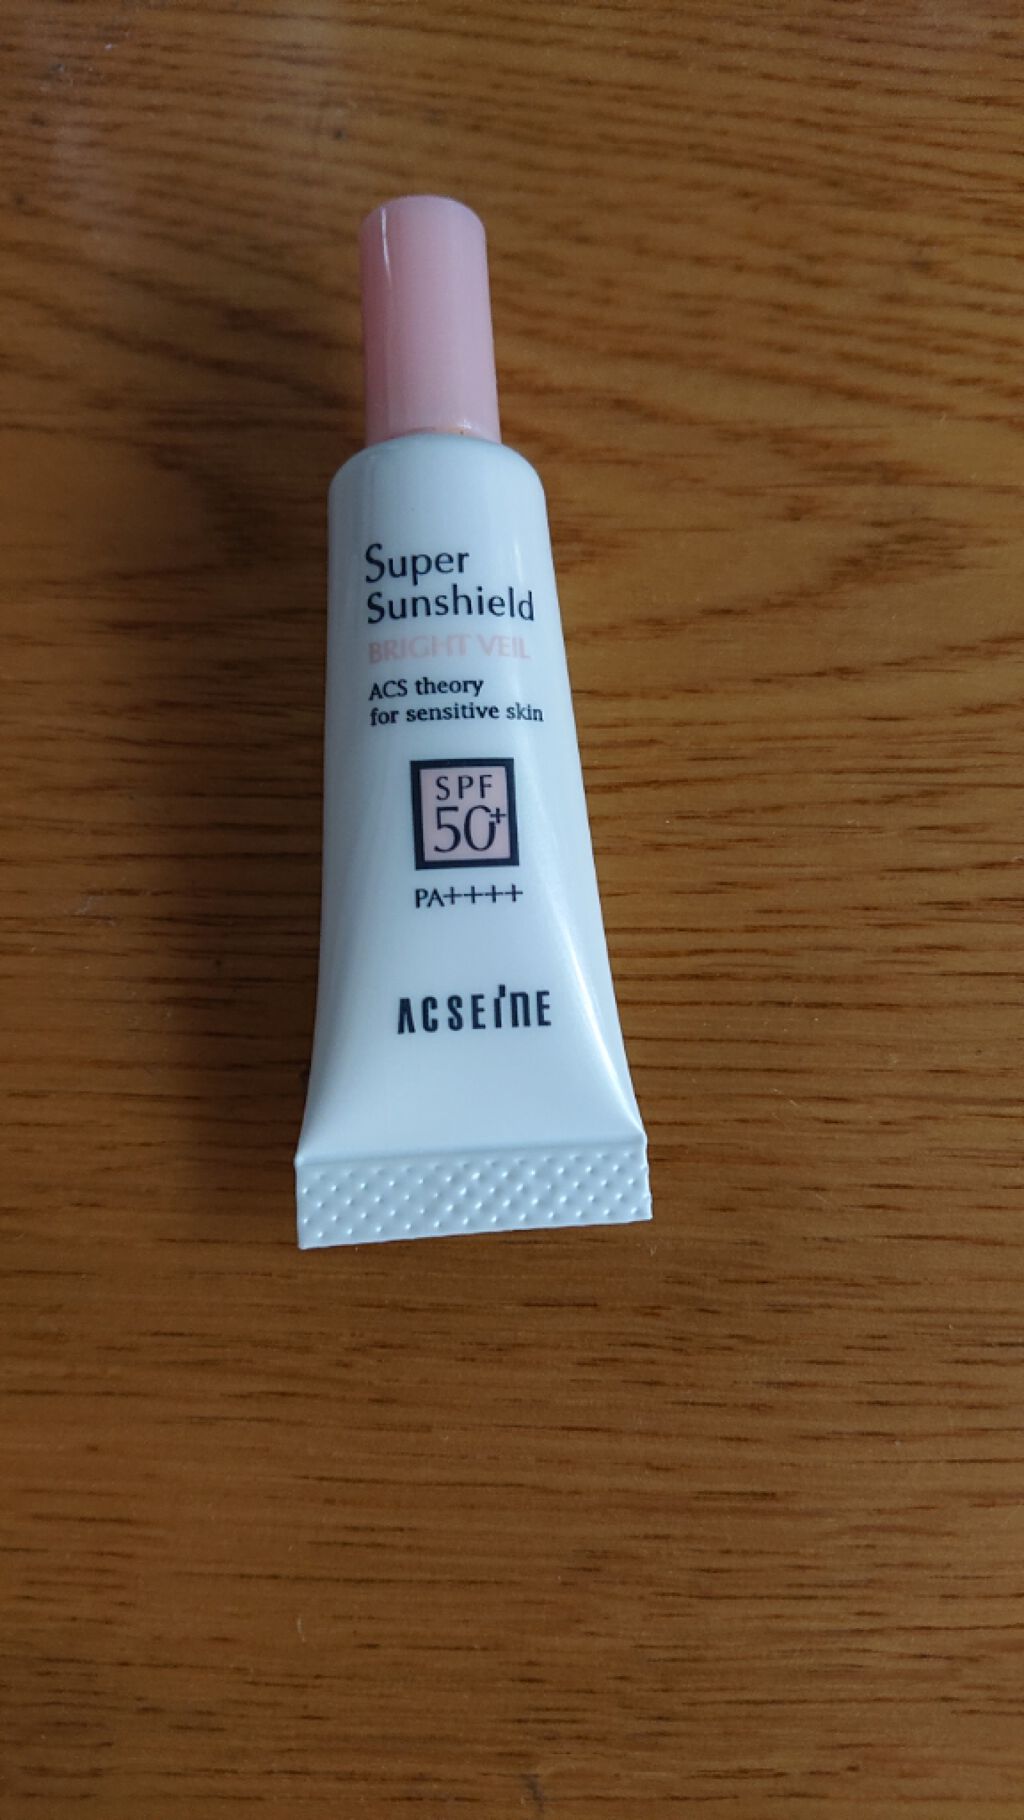 Super
Sunshield
BRIGHT VEIL
ACS theory
for sensitive skin
SPF
50+
PA++++
ACSEINE